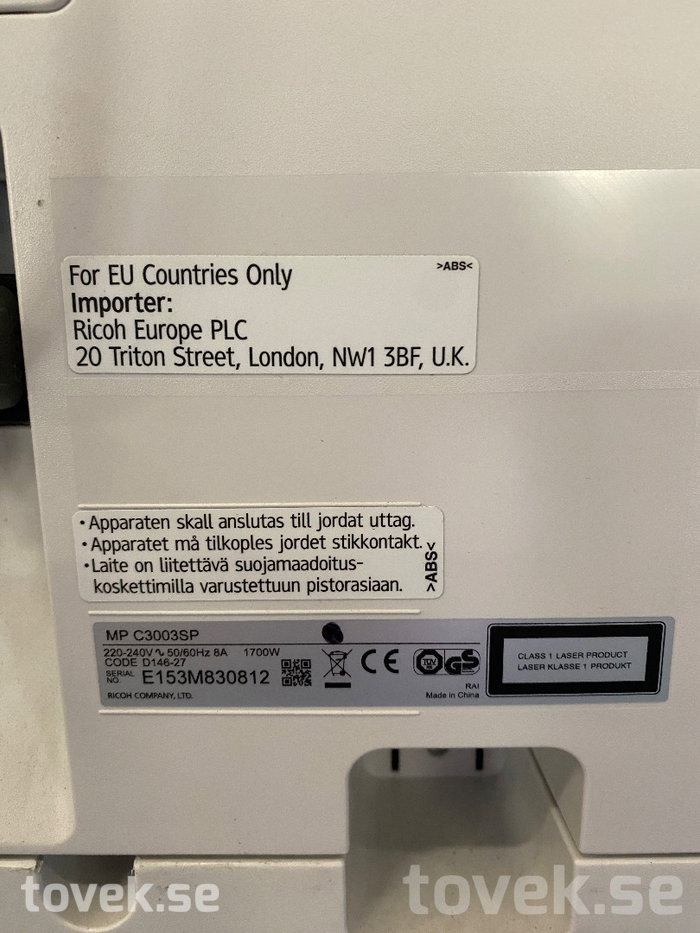 For EU Countries Only
>ABS<
Importer:
Ricoh Europe PLC
20 Triton Street, London, NW1 3BF, U.K.
•Apparaten skall anslutas till jordat uttag.
•Apparatet må tilkoples jordet stikkontakt.
•Laite on liitettävä suojamaadoitus-
koskettimilla varustettuun pistorasiaan.
>ABS<
MP C3003SP
220-240V∿50/60Hz 8A 1700W
CODE D146-27
SERIAL NO. E153M830812
RICOH COMPANY, LTD.
CE
TÜV
GS
RAI
Made in China
CLASS 1 LASER PRODUCT
LASER KLASSE 1 PRODUKT
tovek.se
tovek.se